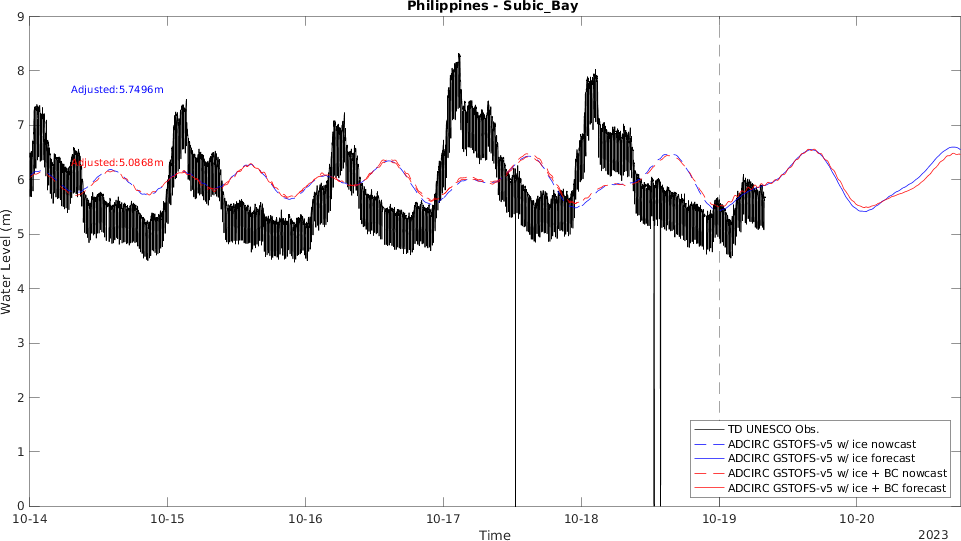 Philippines - Subic_Bay
9
8
7
6
5
4
3
2
1
0
Water Level (m)
Adjusted:5.7496m
Adjusted:5.0868m
TD UNESCO Obs.
ADCIRC GSTOFS-v5 w/ ice nowcast
ADCIRC GSTOFS-v5 w/ ice forecast
ADCIRC GSTOFS-v5 w/ ice + BC nowcast
ADCIRC GSTOFS-v5 w/ ice + BC forecast
10-14 10-15 10-16 10-17 10-18 10-19 10-20
Time
2023